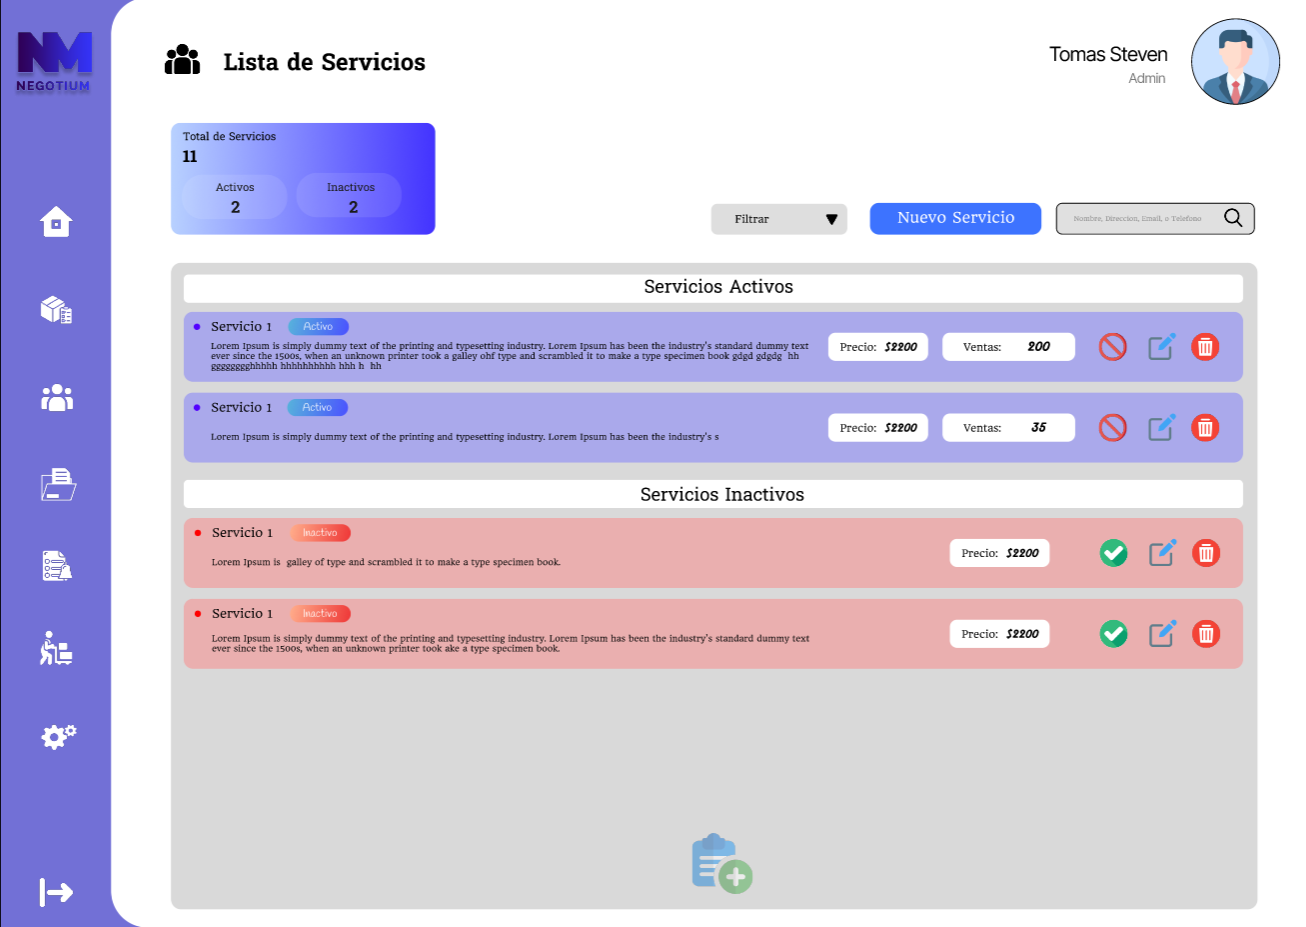 NM
NEGOTIUM
Lista de Servicios
Tomas Steven
Admin
Total de Servicios
11
Activos Inactivos
2 2
Filtrar
Nuevo Servicio
Nombre, Direccion, Email, o Telefono
Servicios Activos
Servicio 1 Activo
Lorem Ipsum is simply dummy text of the printing and typesetting industry. Lorem Ipsum has been the industry's standard dummy text
ever since the 1500s, when an unknown printer took a galley ohf type and scrambled it to make a type specimen book gdgd gdgdg hh
gggggggghhhhh hhhhhhhhhh hhh h hh
Precio: $2200 Ventas: 200
Servicio 1 Activo
Lorem Ipsum is simply dummy text of the printing and typesetting industry. Lorem Ipsum has been the industry's s
Precio: $2200 Ventas: 35
Servicios Inactivos
Servicio 1 Inactivo
Lorem Ipsum is galley of type and scrambled it to make a type specimen book.
Precio: $2200
Servicio 1 Inactivo
Lorem Ipsum is simply dummy text of the printing and typesetting industry. Lorem Ipsum has been the industry's standard dummy text
ever since the 1500s, when an unknown printer took ake a type specimen book.
Precio: $2200